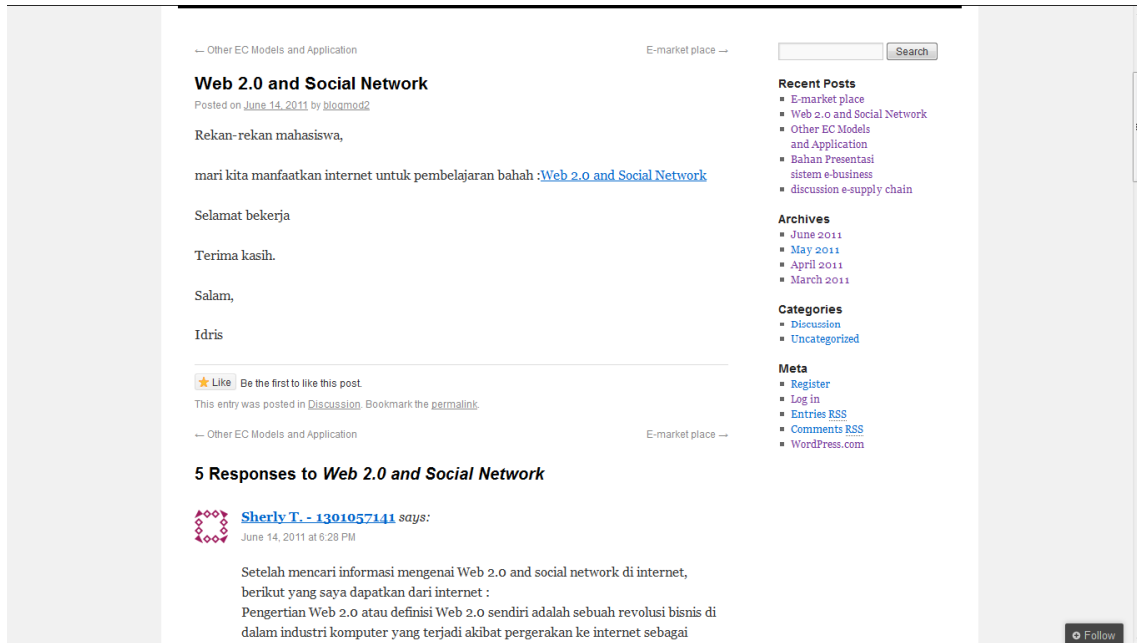 ← Other EC Models and Application
E-market place →
Web 2.0 and Social Network
Posted on June 14, 2011 by blogmod2
Rekan-rekan mahasiswa,
mari kita manfaatkan internet untuk pembelajaran bahah :Web 2.0 and Social Network
Selamat bekerja
Terima kasih.
Salam,
Idris
Like Be the first to like this post.
This entry was posted in Discussion. Bookmark the permalink.
← Other EC Models and Application
E-market place →
5 Responses to Web 2.0 and Social Network
Sherly T. - 1301057141 says:
June 14, 2011 at 6:28 PM
Setelah mencari informasi mengenai Web 2.0 and social network di internet,
berikut yang saya dapatkan dari internet :
Pengertian Web 2.0 atau definisi Web 2.0 sendiri adalah sebuah revolusi bisnis di
dalam industri komputer yang terjadi akibat pergerakan ke internet sebagai
Search
Recent Posts
E-market place
Web 2.0 and Social Network
Other EC Models
and Application
Bahan Presentasi
sistem e-business
discussion e-supply chain
Archives
June 2011
May 2011
April 2011
March 2011
Categories
Discussion
Uncategorized
Meta
Register
Log in
Entries RSS
Comments RSS
WordPress.com
Follow